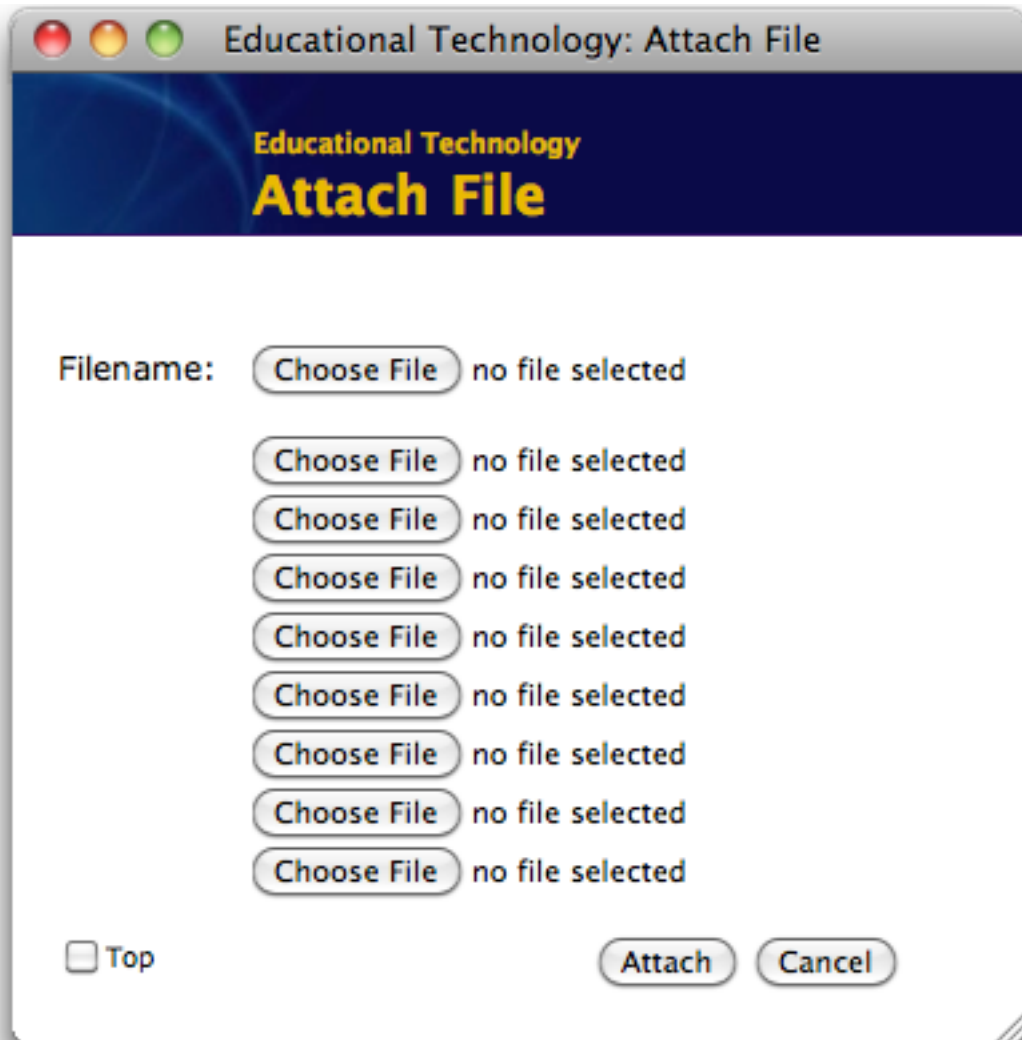 Educational Technology: Attach File
Educational Technology
Attach File
Filename: Choose File no file selected
Choose File no file selected
Choose File no file selected
Choose File no file selected
Choose File no file selected
Choose File no file selected
Choose File no file selected
Choose File no file selected
Choose File no file selected
Top Attach Cancel